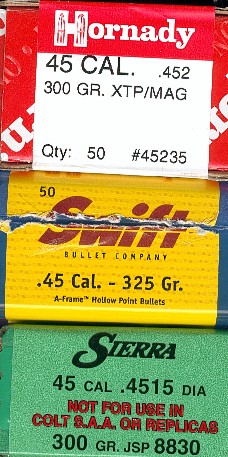 Hornady
45 CAL. .452
300 GR. XTP/MAG
Qty: 50 #45235
50
Swift
BULLET COMPANY
.45 Cal. - 325 Gr.
A-Frame™ Hollow Point Bullets
SIERRA
45 CAL .4515 DIA
NOT FOR USE IN
COLT S.A.A. OR REPLICAS
300 GR. JSP 8830